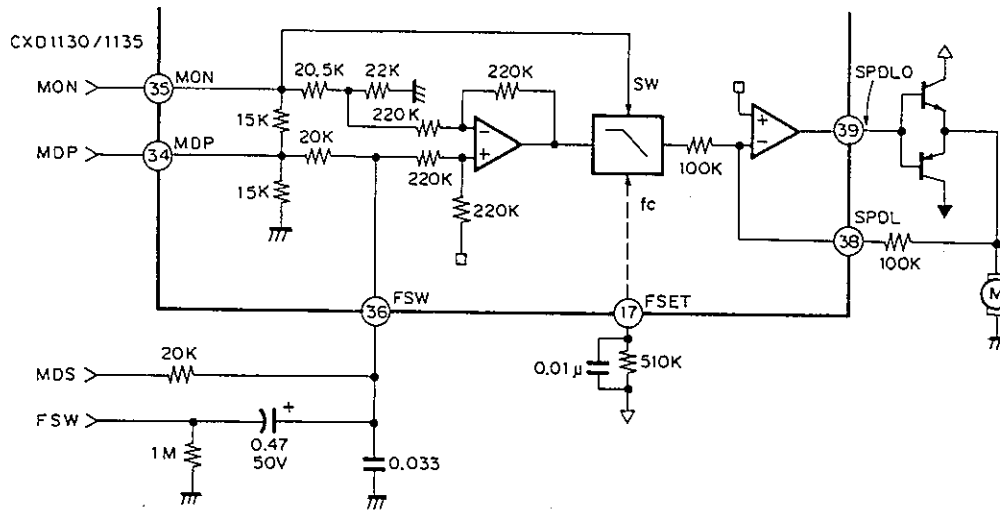 CXD1130/1135
MON
35
MON
20.5K
22K
220K
SW
SPDLO
15K
220K
39
MDP
34
MDP
20K
220K
100K
15K
220K
fc
SPDL
38
100K
M
36
FSW
17
FSET
MDS
20K
0.01µ
510K
FSW
+
1M
0.47
50V
0.033